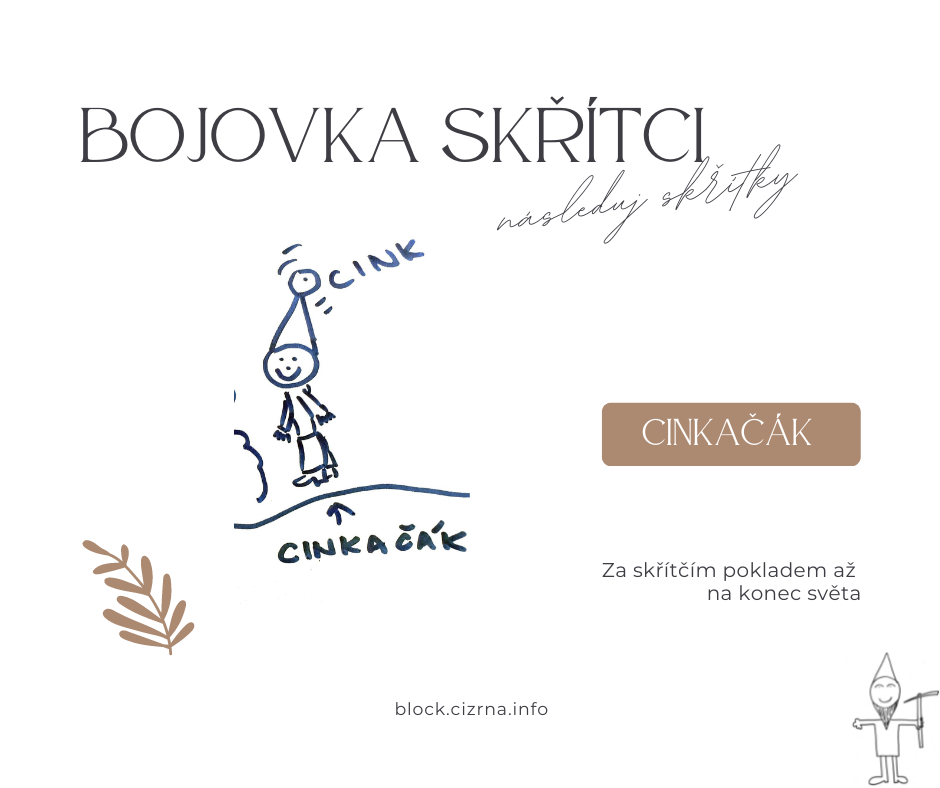 BOJOVKA SKŘÍTCI
následuj skřítky
CINK
CINKAČÁK
CINKAČÁK
Za skřítčím pokladem až
na konec světa
block.cizrna.info